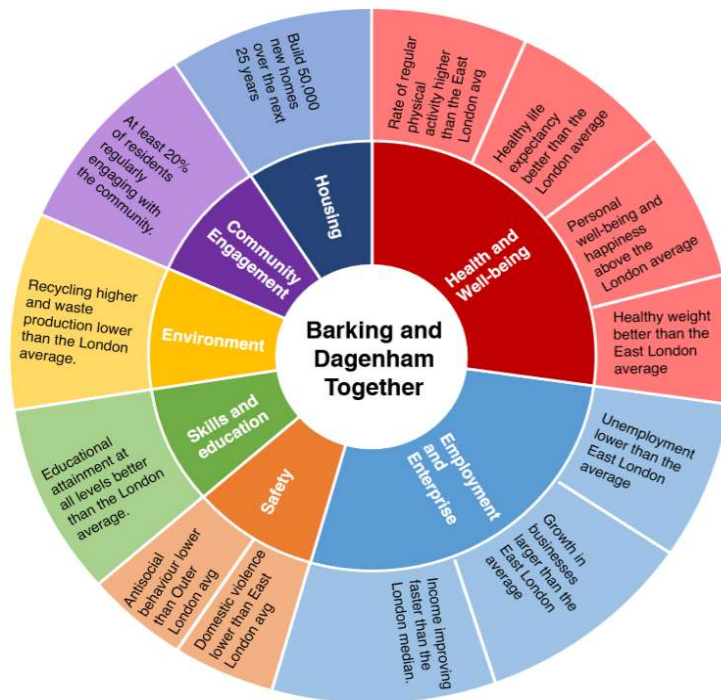 Barking and
Dagenham
Together
Health and
Well-being
Rate of regular
physical
activity higher
than the East
London avg
Healthy life
expectancy
better than the
London average
Personal
well-being and
happiness
above the
London average
Healthy weight
better than the
East London
average
Employment
and
Enterprise
Unemployment
lower than the
East London
average
Growth in
businesses
larger than the
East London
average
Income improving
faster than the
London median.
Safety
Domestic violence
lower than East
London avg
Antisocial
behaviour lower
than Outer
London avg
Skills and
education
Educational
attainment at
all levels better
than the London
average.
Environment
Recycling higher
and waste
production lower
than the London
average.
Community
Engagement
At least 20%
of residents
regularly
engaging with
the community.
Housing
Build 50,000
new homes
over the next
25 years